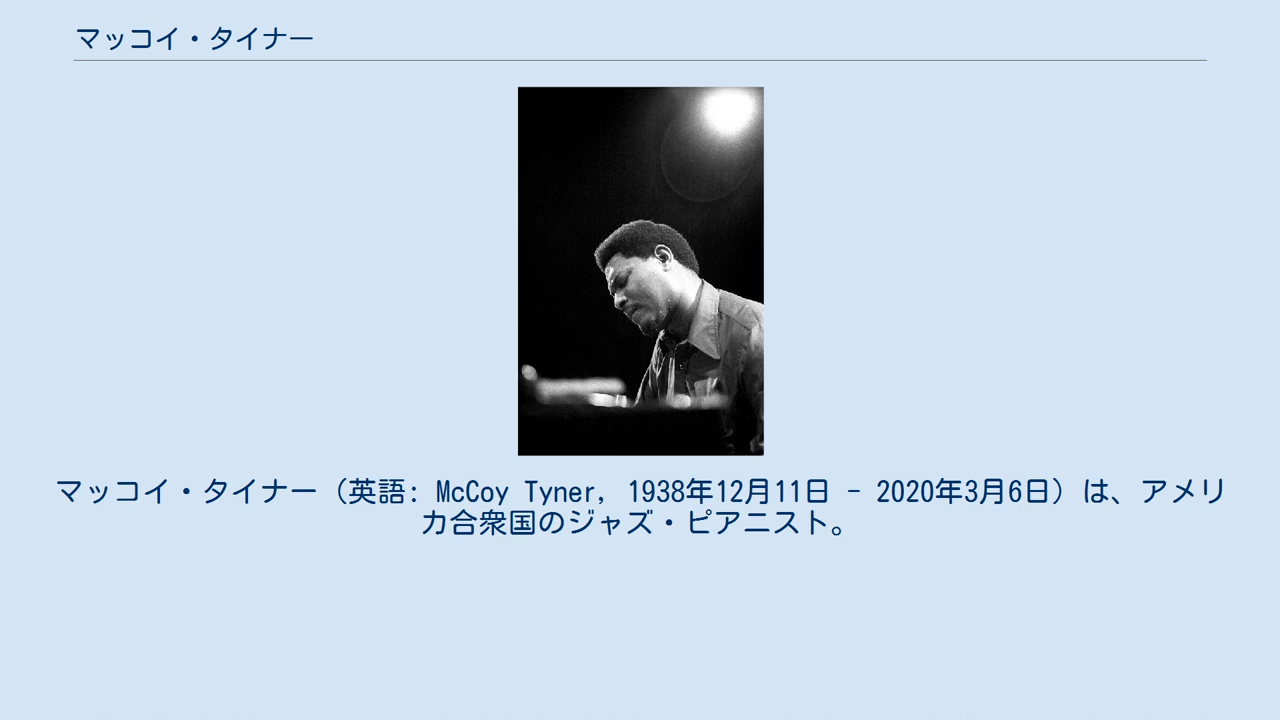 マッコイ・タイナー
マッコイ・タイナー（英語: McCoy Tyner, 1938年12月11日 - 2020年3月6日）は、アメリ
カ合衆国のジャズ・ピアニスト。